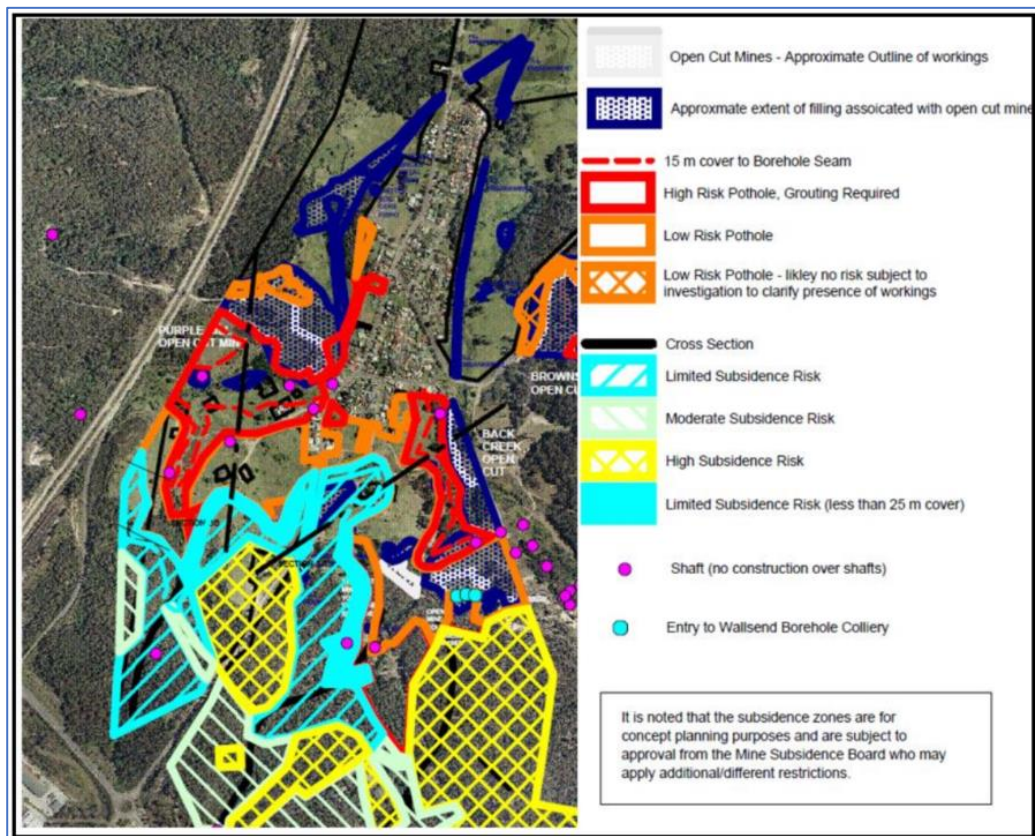 Open Cut Mines - Approximate Outline of workings
Approxmate extent of filling assoicated with open cut mine
15 m cover to Borehole Seam
High Risk Pothole, Grouting Required
Low Risk Pothole
Low Risk Pothole - likley no risk subject to
investigation to clarify presence of workings
Cross Section
Limited Subsidence Risk
Moderate Subsidence Risk
High Subsidence Risk
Limited Subsidence Risk (less than 25 m cover)
Shaft (no construction over shafts)
Entry to Wallsend Borehole Colliery
It is noted that the subsidence zones are for
concept planning purposes and are subject to
approval from the Mine Subsidence Board who may
apply additional/different restrictions.
PURPLE
OPEN CUT MIN
BROWNS
OPEN CU
BACK
CREEK
OPEN
CUT